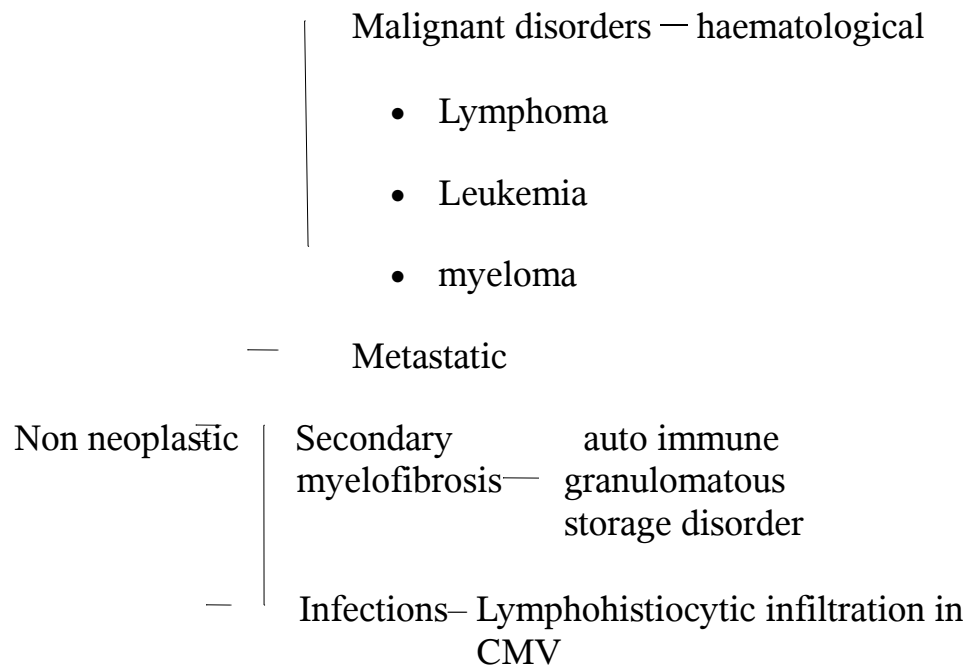 Malignant disorders — haematological
• Lymphoma
• Leukemia
• myeloma
Metastatic
Non neoplastic Secondary auto immune
myelofibrosis— granulomatous
storage disorder
Infections– Lymphohistiocytic infiltration in
CMV